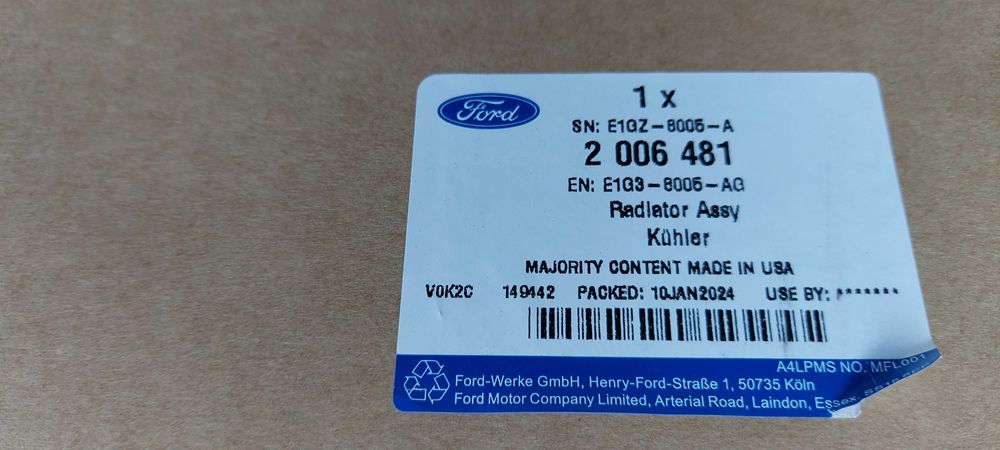 Ford
1 x
SN: E1GZ-8005-A
2 006 481
EN: E1G3-8005-AG
Radiator Assy
Kühler
MAJORITY CONTENT MADE IN USA
V0K2C 149442 PACKED: 10JAN2024 USE BY: *******
A4LPMS NO. MFL001
Ford-Werke GmbH, Henry-Ford-Straße 1, 50735 Köln
Ford Motor Company Limited, Arterial Road, Laindon, Essex,